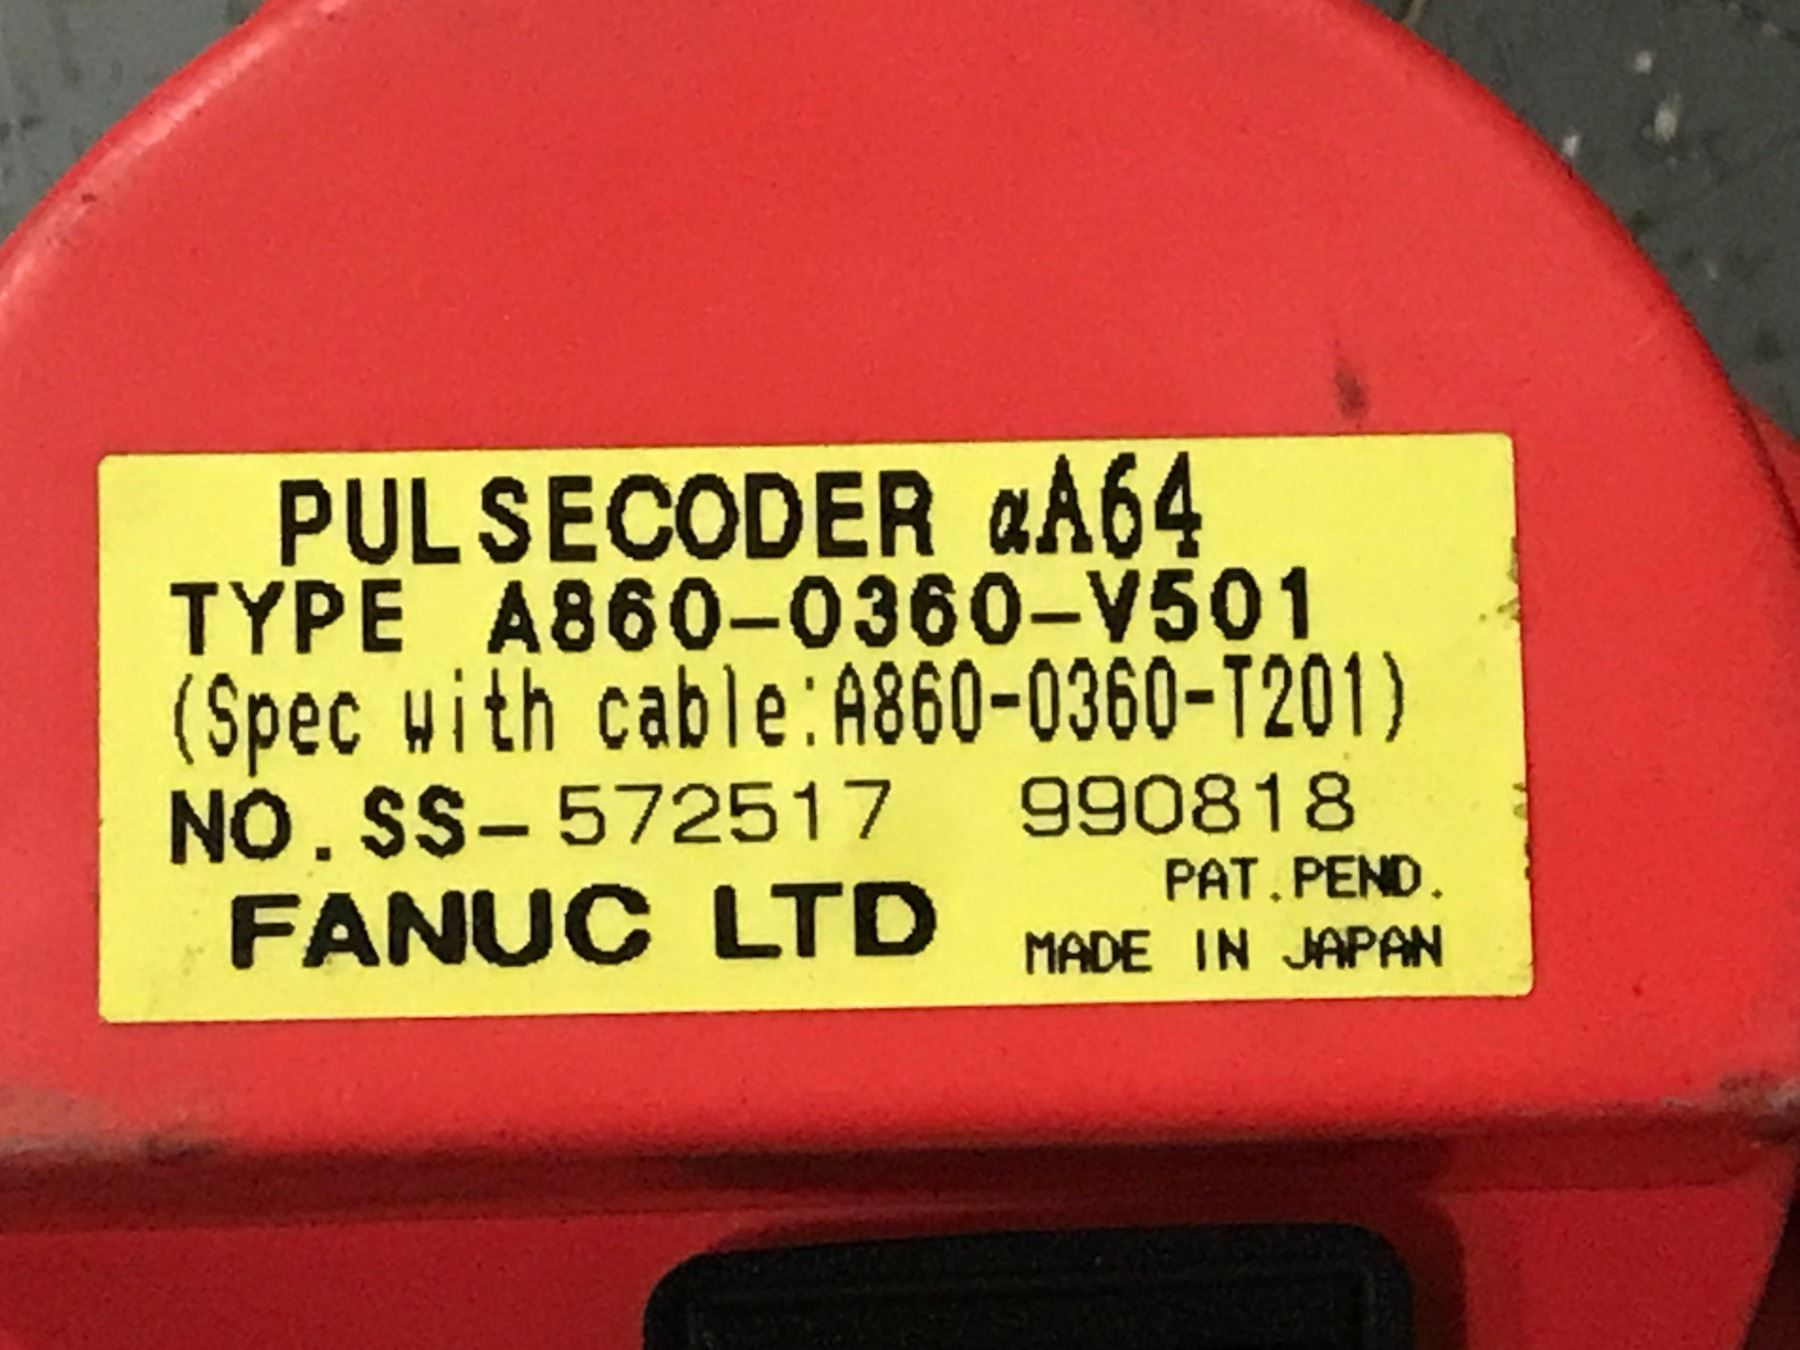 PULSECODER αA64
TYPE A860-0360-V501
(Spec with cable:A860-0360-T201)
NO. SS-572517 990818
PAT. PEND.
FANUC LTD MADE IN JAPAN